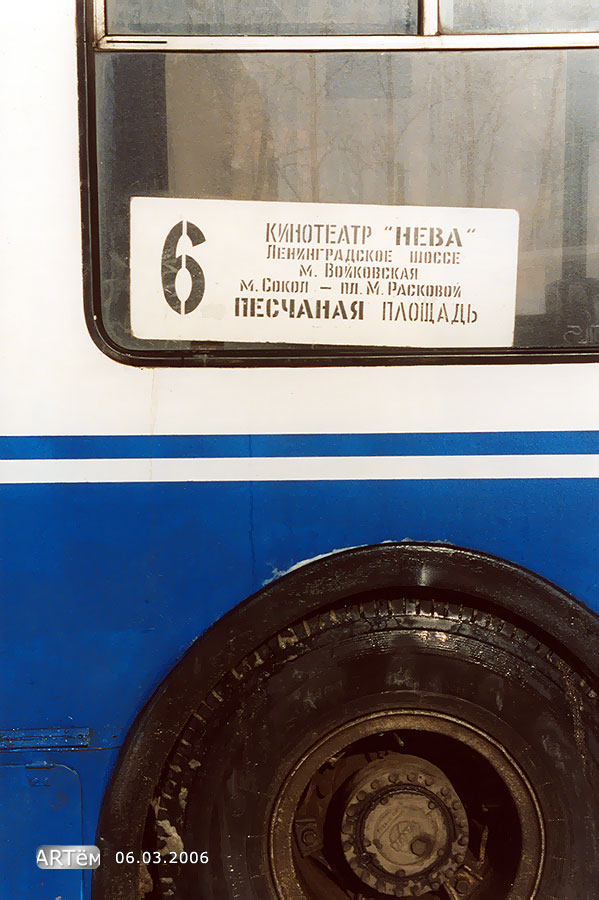 6
КИНОТЕАТР "НЕВА"
Ленинградское шоссе
м. Войковская
м. Сокол — пл. М. Расковой
ПЕСЧАНАЯ ПЛОЩАДЬ
ARTём 06.03.2006